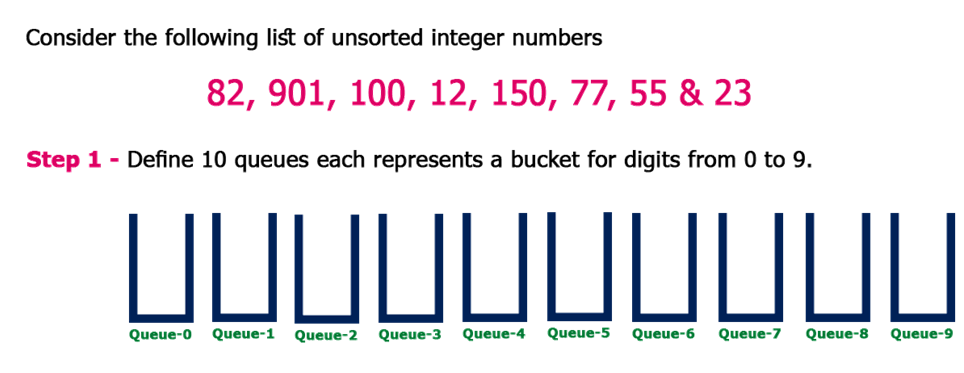 Consider the following list of unsorted integer numbers
82, 901, 100, 12, 150, 77, 55 & 23
Step 1 - Define 10 queues each represents a bucket for digits from 0 to 9.
Queue-0 Queue-1 Queue-2 Queue-3 Queue-4 Queue-5 Queue-6 Queue-7 Queue-8 Queue-9